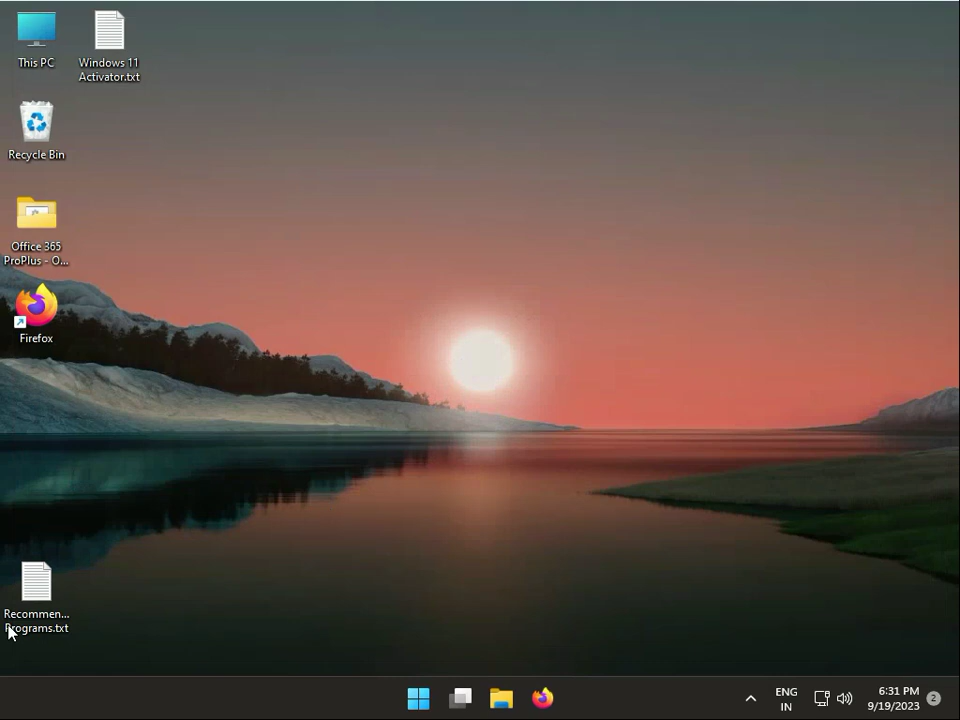 This PC
Windows 11
Activator.txt
Recycle Bin
Office 365
ProPlus - O...
Firefox
Recommen...
Programs.txt
ENG
IN
6:31 PM
9/19/2023
2